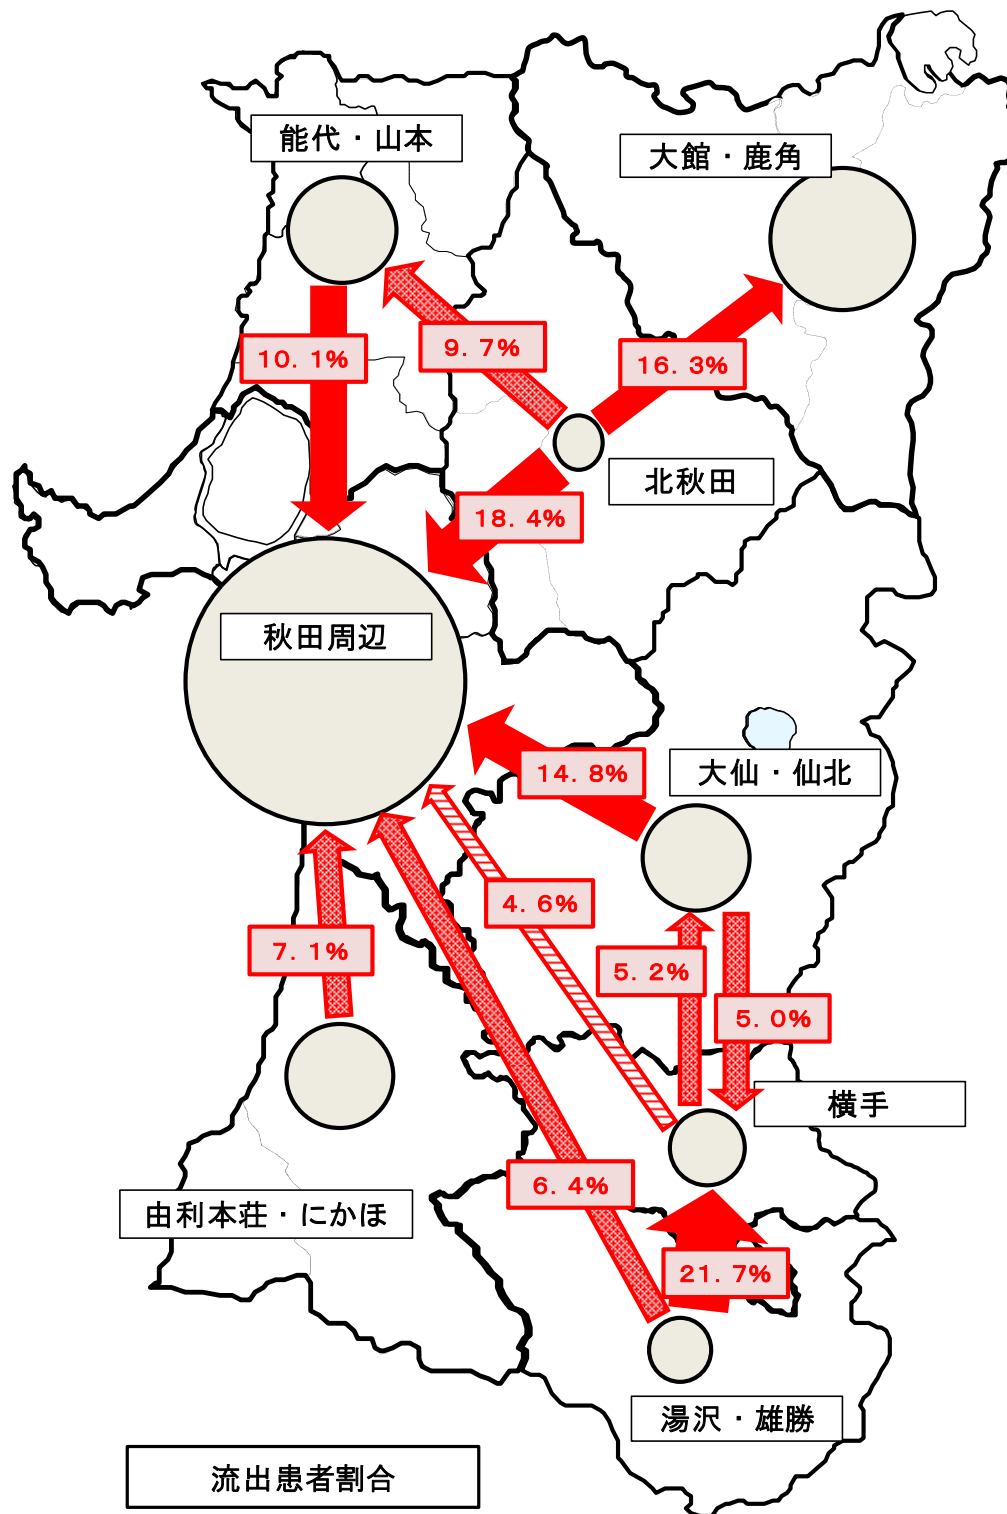 能代・山本
大館・鹿角
10.1%
9.7%
16.3%
北秋田
18.4%
秋田周辺
14.8%
大仙・仙北
4.6%
7.1%
5.2%
5.0%
横手
6.4%
由利本荘・にかほ
21.7%
湯沢・雄勝
流出患者割合